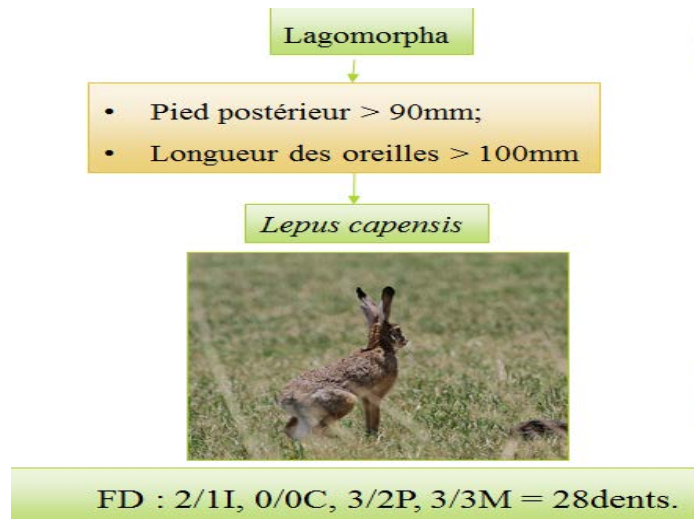 Lagomorpha
• Pied postérieur > 90mm;
• Longueur des oreilles > 100mm
Lepus capensis
FD : 2/1I, 0/0C, 3/2P, 3/3M = 28dents.